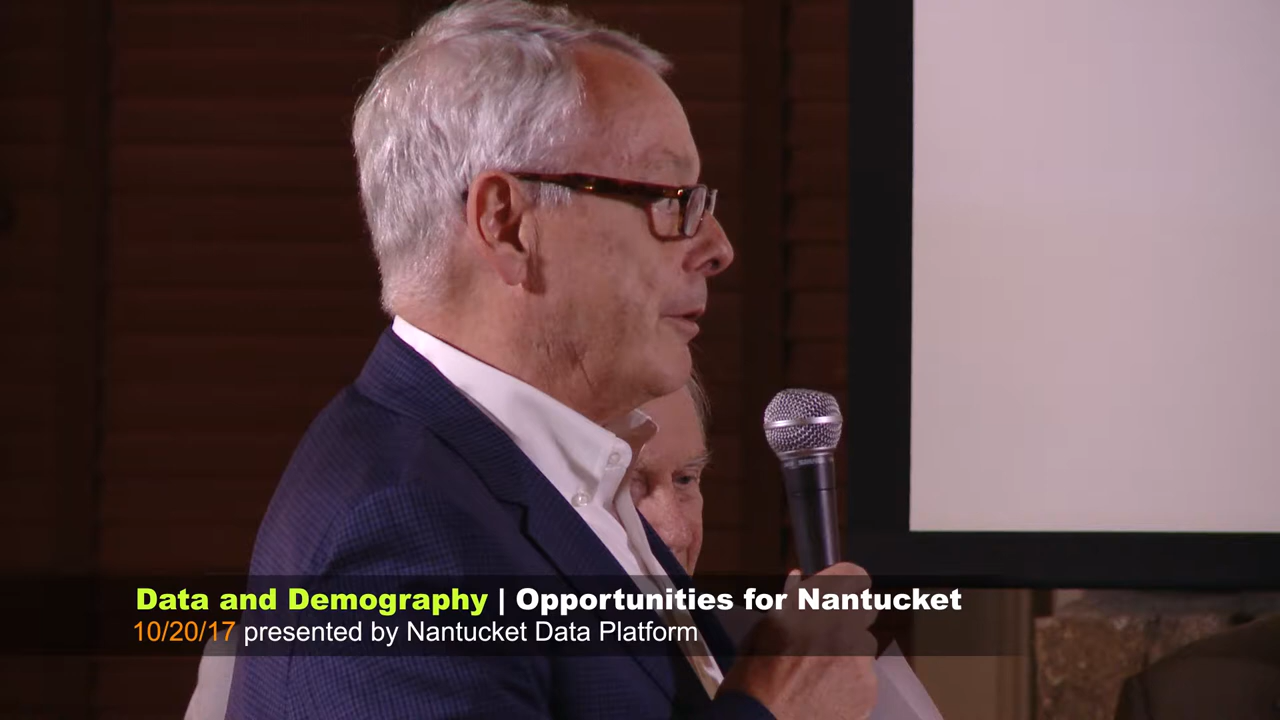 Data and Demography | Opportunities for Nantucket
10/20/17 presented by Nantucket Data Platform